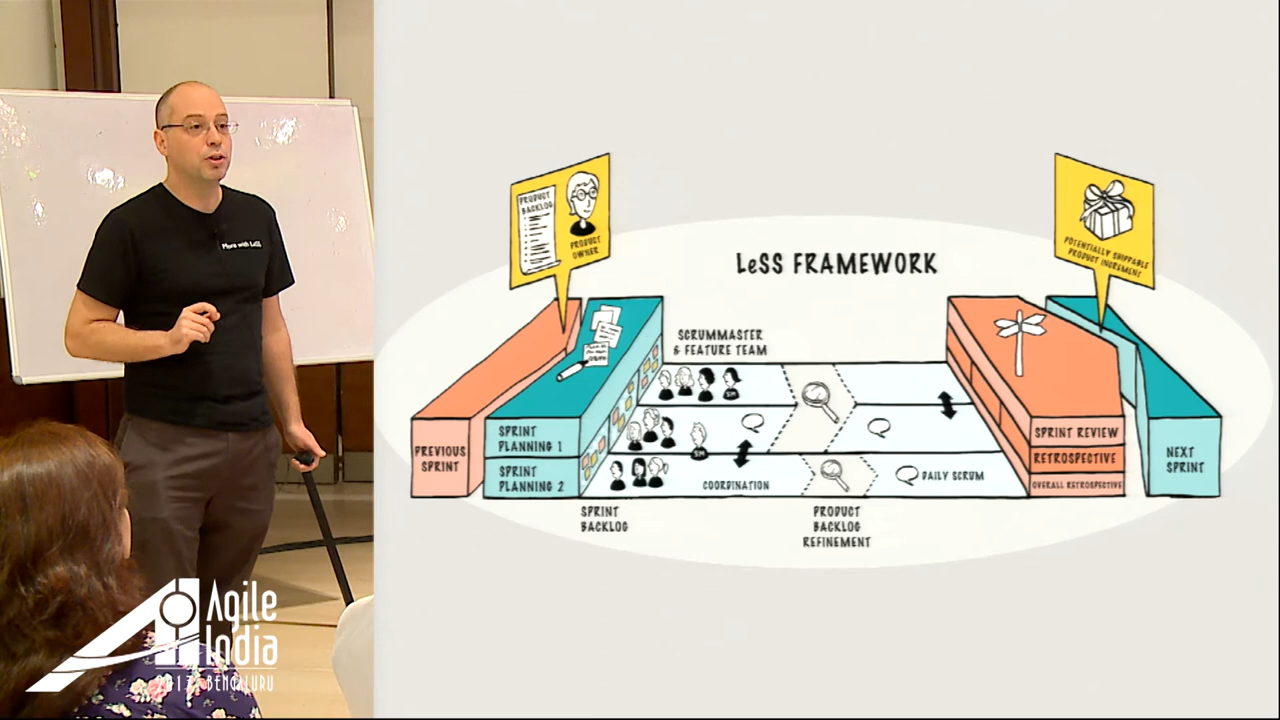 More with LeSS
Agile
India
2017 BENGALURU
PRODUCT
BACKLOG
PRODUCT
OWNER
POTENTIALLY SHIPPABLE
PRODUCT INCREMENT
LeSS FRAMEWORK
SCRUMMASTER
& FEATURE TEAM
PREVIOUS
SPRINT
SPRINT
PLANNING 1
SPRINT
PLANNING 2
SM
SM
COORDINATION
DAILY SCRUM
SPRINT
BACKLOG
PRODUCT
BACKLOG
REFINEMENT
SPRINT REVIEW
RETROSPECTIVE
OVERALL RETROSPECTIVE
NEXT
SPRINT